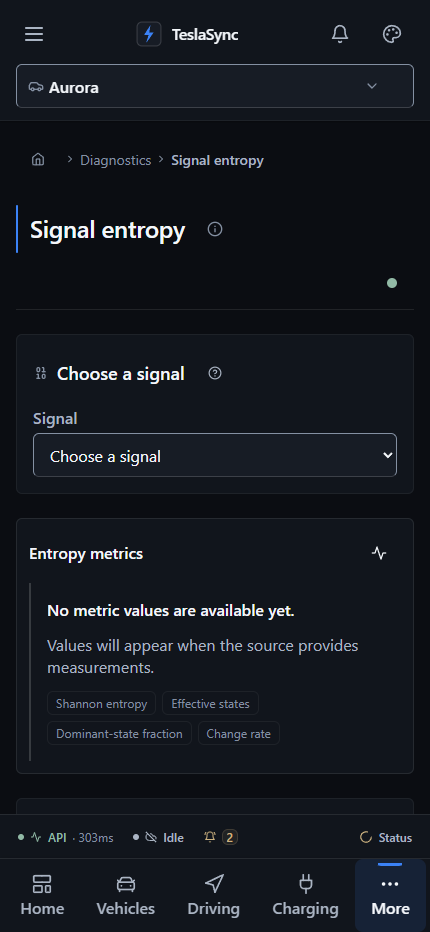 TeslaSync
Aurora
Diagnostics
Signal entropy
Signal entropy
Choose a signal
Signal
Choose a signal
Entropy metrics
No metric values are available yet.
Values will appear when the source provides
measurements.
Shannon entropy Effective states
Dominant-state fraction Change rate
API · 303ms Idle 2 Status
Home Vehicles Driving Charging More